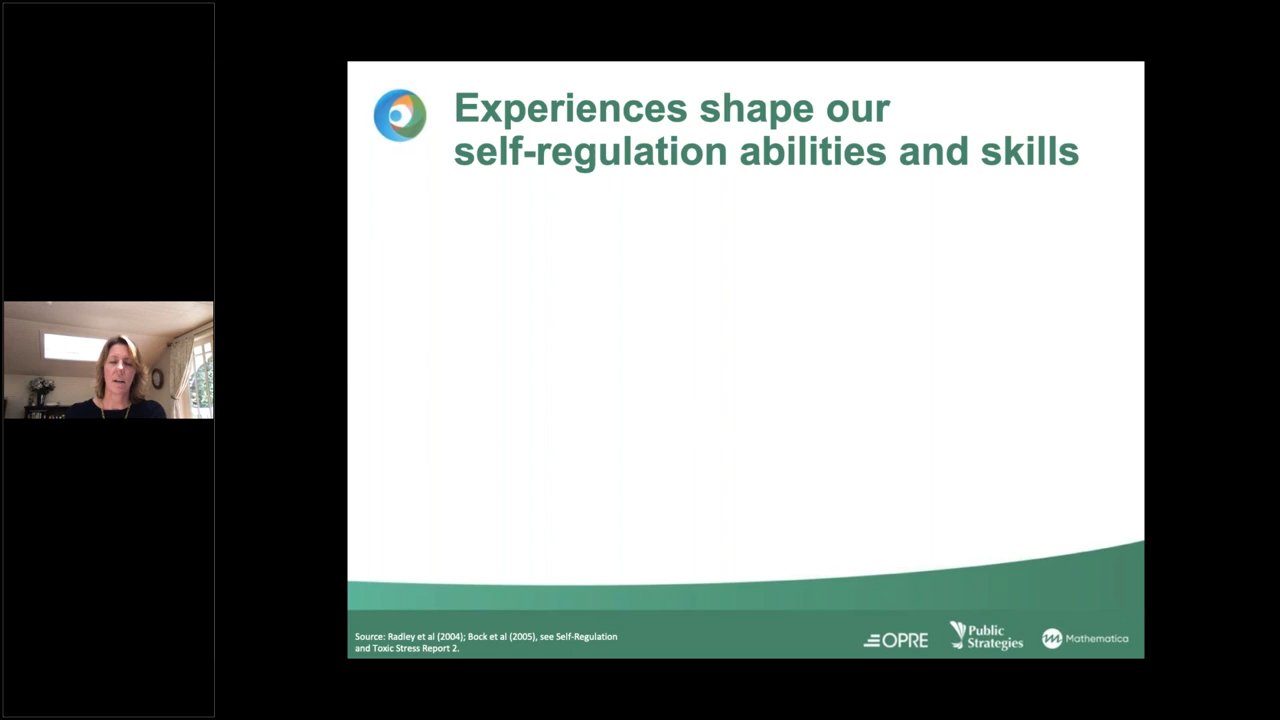 Experiences shape our
self-regulation abilities and skills
Source: Radley et al (2004); Bock et al (2005), see Self-Regulation
and Toxic Stress Report 2.
OPRE
Public
Strategies
Mathematica